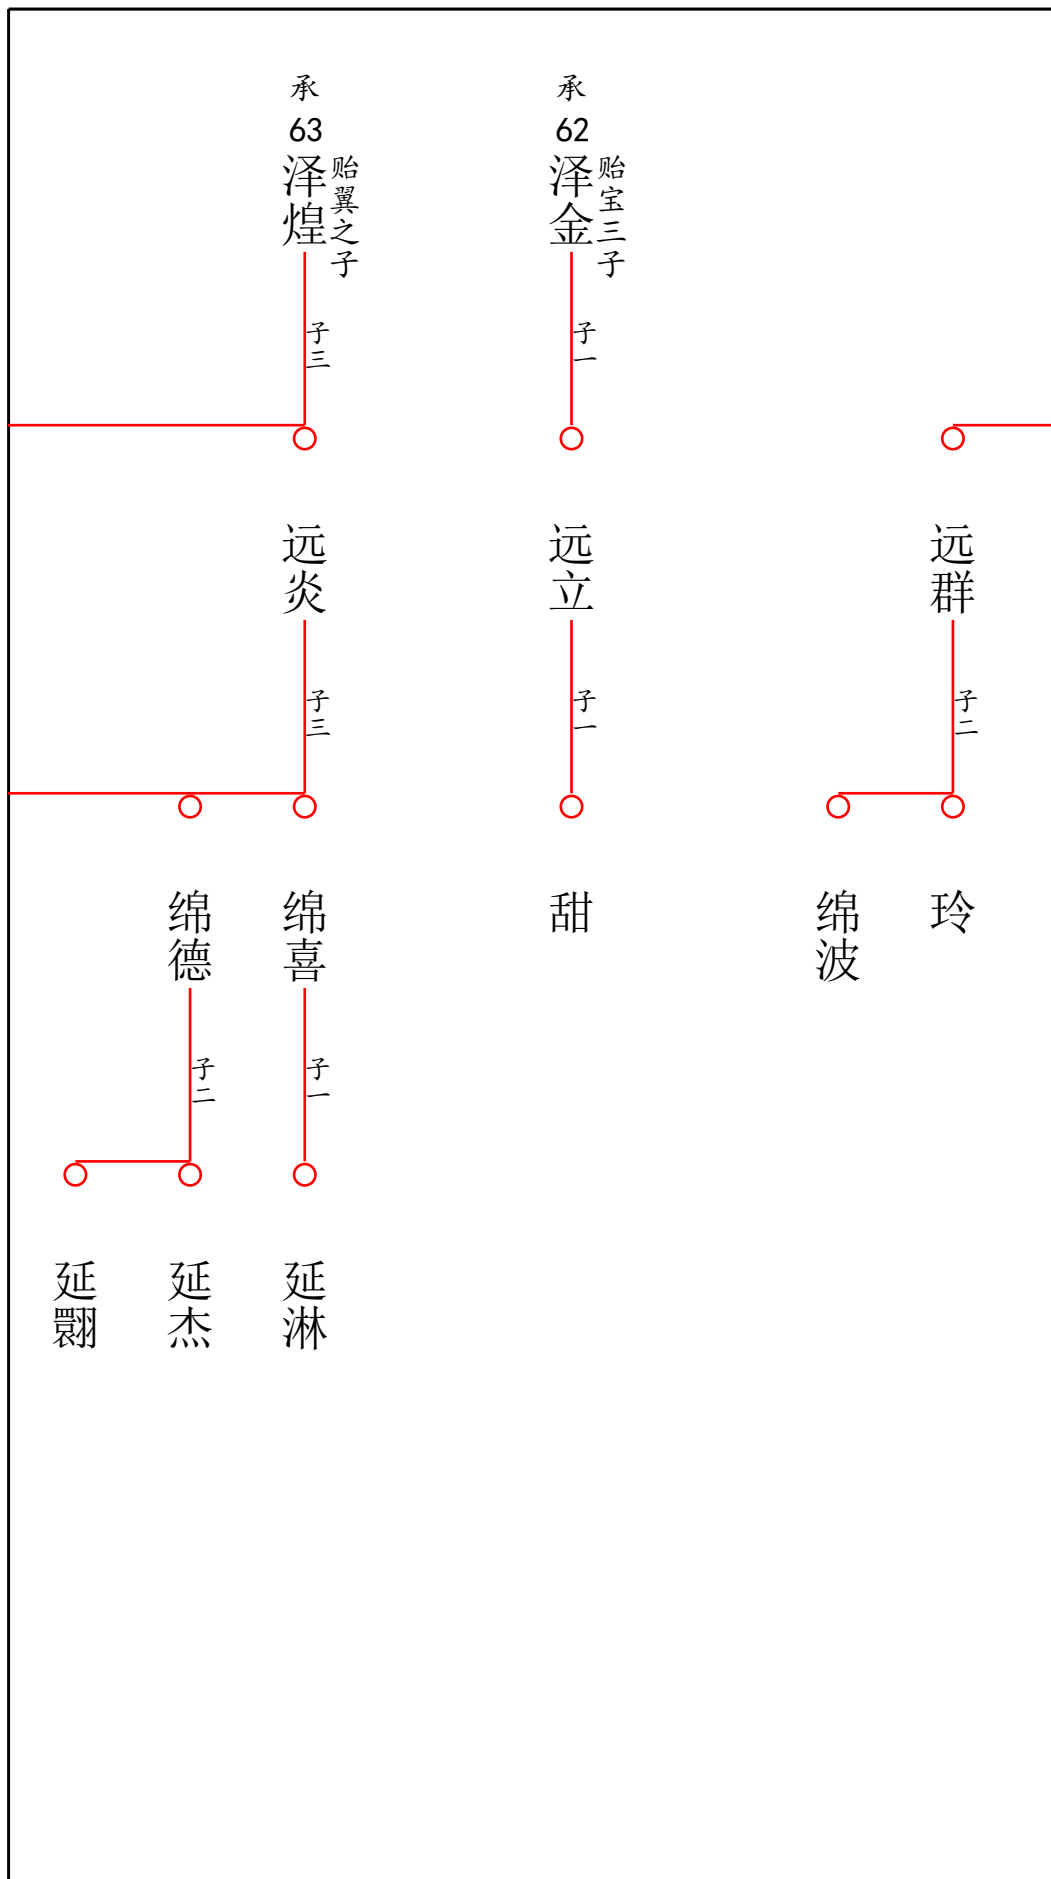 承
62
泽金
贻宝三子
子一
承
63
泽煌
贻翼之子
子三
远群
子二
远立
子一
远炎
子三
玲
绵波
甜
绵喜
子一
绵德
子二
延淋
延杰
延翾